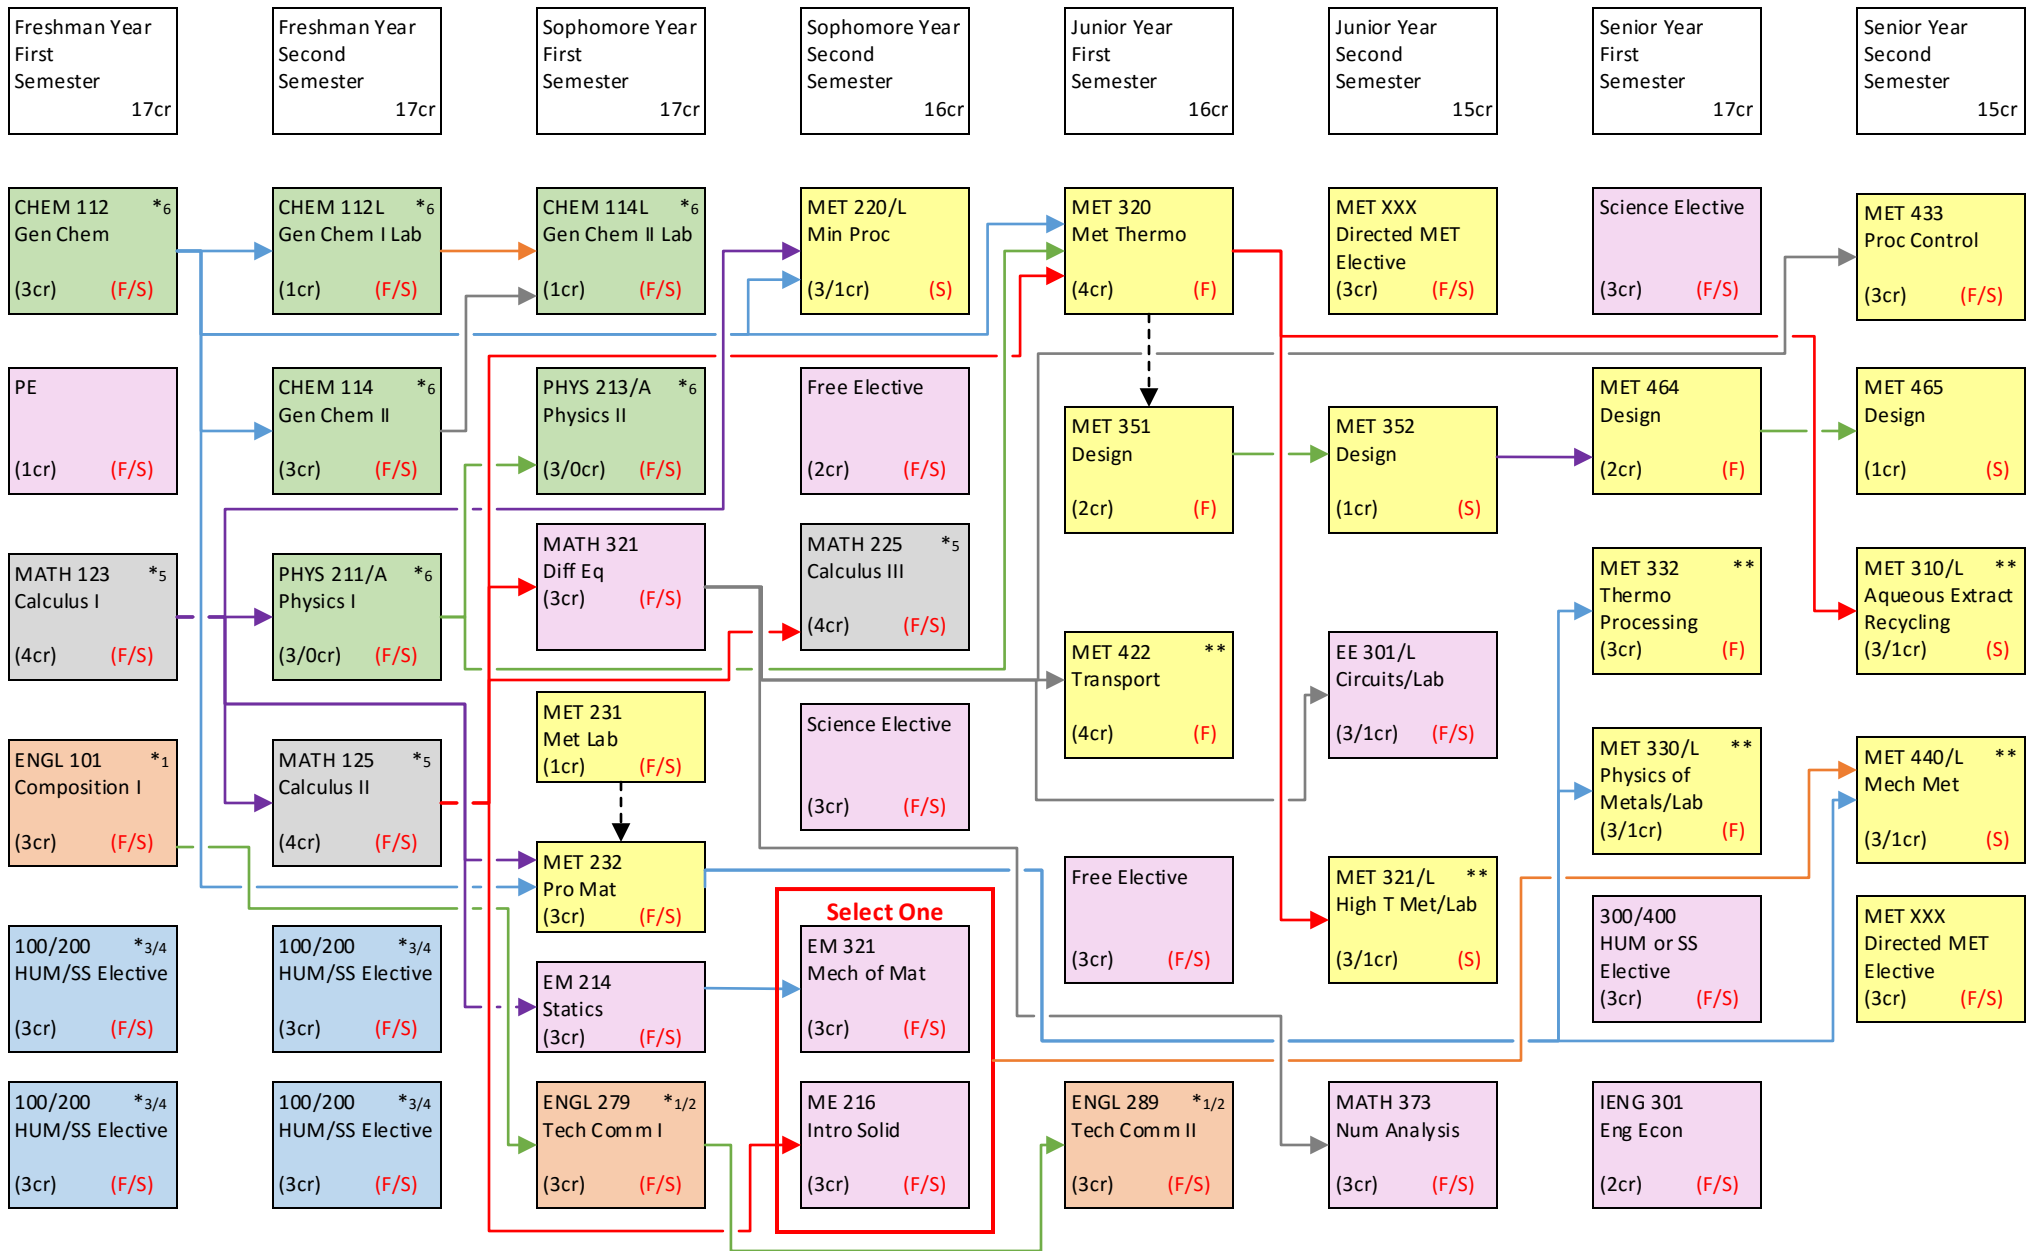 Freshman Year
First
Semester
17cr
Freshman Year
Second
Semester
17cr
Sophomore Year
First
Semester
17cr
Sophomore Year
Second
Semester
16cr
Junior Year
First
Semester
16cr
Junior Year
Second
Semester
15cr
Senior Year
First
Semester
17cr
Senior Year
Second
Semester
15cr
CHEM 112 *6
Gen Chem
(3cr) (F/S)
PE
(1cr) (F/S)
MATH 123 *5
Calculus I
(4cr) (F/S)
ENGL 101 *1
Composition I
(3cr) (F/S)
100/200 *3/4
HUM/SS Elective
(3cr) (F/S)
100/200 *3/4
HUM/SS Elective
(3cr) (F/S)
CHEM 112L *6
Gen Chem I Lab
(1cr) (F/S)
CHEM 114 *6
Gen Chem II
(3cr) (F/S)
PHYS 211/A *6
Physics I
(3/0cr) (F/S)
MATH 125 *5
Calculus II
(4cr) (F/S)
100/200 *3/4
HUM/SS Elective
(3cr) (F/S)
100/200 *3/4
HUM/SS Elective
(3cr) (F/S)
CHEM 114L *6
Gen Chem II Lab
(1cr) (F/S)
PHYS 213/A *6
Physics II
(3/0cr) (F/S)
MATH 321
Diff Eq
(3cr) (F/S)
MET 231
Met Lab
(1cr) (F/S)
MET 232
Pro Mat
(3cr) (F/S)
EM 214
Statics
(3cr) (F/S)
ENGL 279 *1/2
Tech Comm I
(3cr) (F/S)
MET 220/L
Min Proc
(3/1cr) (S)
Free Elective
(2cr) (F/S)
MATH 225 *5
Calculus III
(4cr) (F/S)
Science Elective
(3cr) (F/S)
Select One
EM 321
Mech of Mat
(3cr) (F/S)
ME 216
Intro Solid
(3cr) (F/S)
MET 320
Met Thermo
(4cr) (F)
MET 351
Design
(2cr) (F)
MET 422 **
Transport
(4cr) (F)
Free Elective
(3cr) (F/S)
ENGL 289 *1/2
Tech Comm II
(3cr) (F/S)
MET XXX
Directed MET
Elective
(3cr) (F/S)
MET 352
Design
(1cr) (S)
EE 301/L
Circuits/Lab
(3/1cr) (F/S)
MET 321/L **
High T Met/Lab
(3/1cr) (S)
MATH 373
Num Analysis
(3cr) (F/S)
Science Elective
(3cr) (F/S)
MET 464
Design
(2cr) (F)
MET 332 **
Thermo
Processing
(3cr) (F)
MET 330/L **
Physics of
Metals/Lab
(3/1cr) (F)
300/400
HUM or SS
Elective
(3cr) (F/S)
IENG 301
Eng Econ
(2cr) (F/S)
MET 433
Proc Control
(3cr) (F/S)
MET 465
Design
(1cr) (S)
MET 310/L **
Aqueous Extract
Recycling
(3/1cr) (S)
MET 440/L **
Mech Met
(3/1cr) (S)
MET XXX
Directed MET
Elective
(3cr) (F/S)